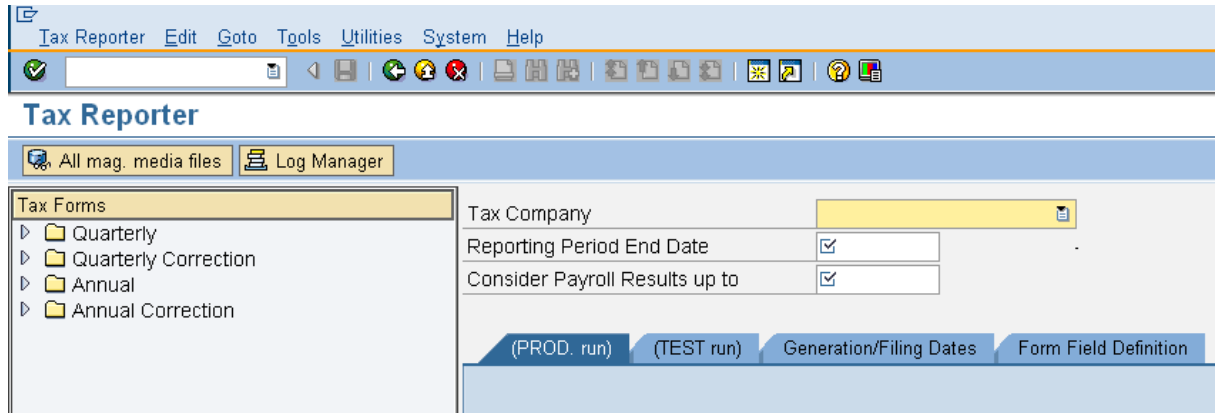 Tax Reporter Edit Goto Tools Utilities System Help
Tax Reporter
All mag. media files Log Manager
Tax Forms
Quarterly
Quarterly Correction
Annual
Annual Correction
Tax Company
Reporting Period End Date
-
Consider Payroll Results up to
(PROD. run) (TEST run) Generation/Filing Dates Form Field Definition